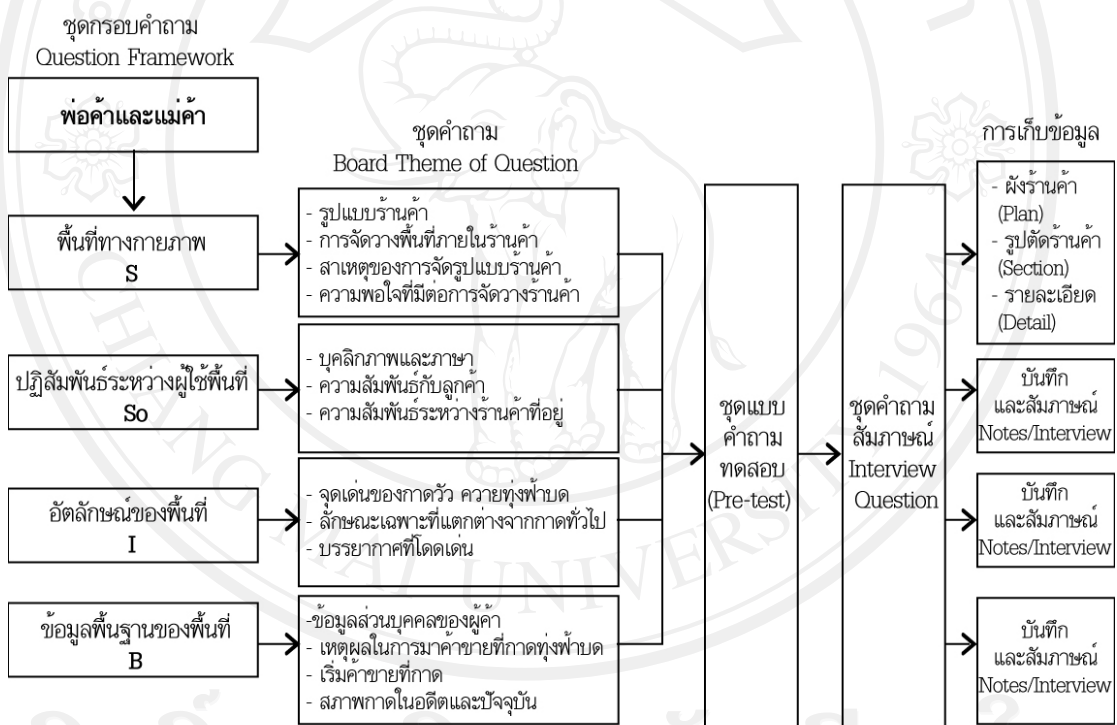 ชุดกรอบคำถาม
Question Framework
พ่อค้าและแม่ค้า
พื้นที่ทางกายภาพ
S
ปฏิสัมพันธ์ระหว่างผู้ใช้พื้นที่
So
อัตลักษณ์ของพื้นที่
I
ข้อมูลพื้นฐานของพื้นที่
B
ชุดคำถาม
Board Theme of Question
- รูปแบบร้านค้า
- การจัดวางพื้นที่ภายในร้านค้า
- สาเหตุของการจัดรูปแบบร้านค้า
- ความพอใจที่มีต่อการจัดวางร้านค้า
- บุคลิกภาพและภาษา
- ความสัมพันธ์กับลูกค้า
- ความสัมพันธ์ระหว่างร้านค้าที่อยู่
- จุดเด่นของกาดวัว ควายทุ่งฟ้าบด
- ลักษณะเฉพาะที่แตกต่างจากกาดทั่วไป
- บรรยากาศที่โดดเด่น
-ข้อมูลส่วนบุคคลของผู้ค้า
- เหตุผลในการมาค้าขายที่กาดทุ่งฟ้าบด
- เริ่มค้าขายที่กาด
- สภาพกาดในอดีตและปัจจุบัน
ชุดแบบ
คำถาม
ทดสอบ
(Pre-test)
ชุดคำถาม
สัมภาษณ์
Interview
Question
การเก็บข้อมูล
- ผังร้านค้า
(Plan)
- รูปตัดร้านค้า
(Section)
- รายละเอียด
(Detail)
บันทึก
และสัมภาษณ์
Notes/Interview
บันทึก
และสัมภาษณ์
Notes/Interview
บันทึก
และสัมภาษณ์
Notes/Interview
CHIANG MAI UNIVERSITY 1964